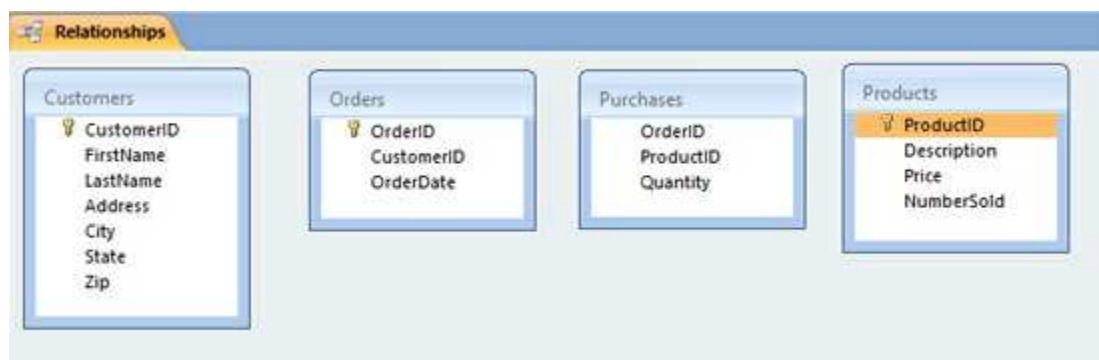 Relationships
Customers
CustomerID
FirstName
LastName
Address
City
State
Zip
Orders
OrderID
CustomerID
OrderDate
Purchases
OrderID
ProductID
Quantity
Products
ProductID
Description
Price
NumberSold